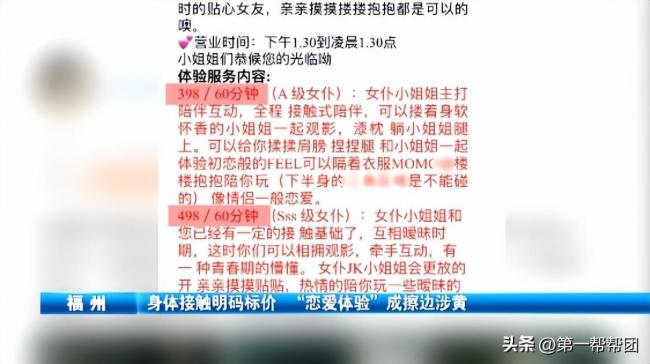 时的贴心女友，亲亲摸摸搂搂抱抱都是可以的
噢。
💕营业时间：下午1.30到凌晨1.30点
小姐姐们恭候您的光临呦
体验服务内容：
398／60分钟（A 级女仆）：女仆小姐姐主打
陪伴互动，全程 接触式陪伴，可以搂着身软
怀香的小姐姐一起观影，漆枕 躺小姐姐腿
上。可以给你揉揉肩膀 捏捏腿 和小姐姐一起
体验初恋般的FEEL可以隔着衣服MOMO 搂
搂抱抱陪你玩（下半身的 是不能碰
的） 像情侣一般恋爱。
498／60分钟（Sss 级女仆）：女仆小姐姐和
您已经有一定的接 触基础了，互相暧昧时
期，这时你们可以相拥观影，牵手互动，有
一 种青春期的懵懂。 女仆JK小姐姐会更放的
开 亲亲摸摸贴贴，热情的陪你玩一些暧昧的
福州 身体接触明码标价 “恋爱体验”成擦边涉黄
头条 @第一帮帮团